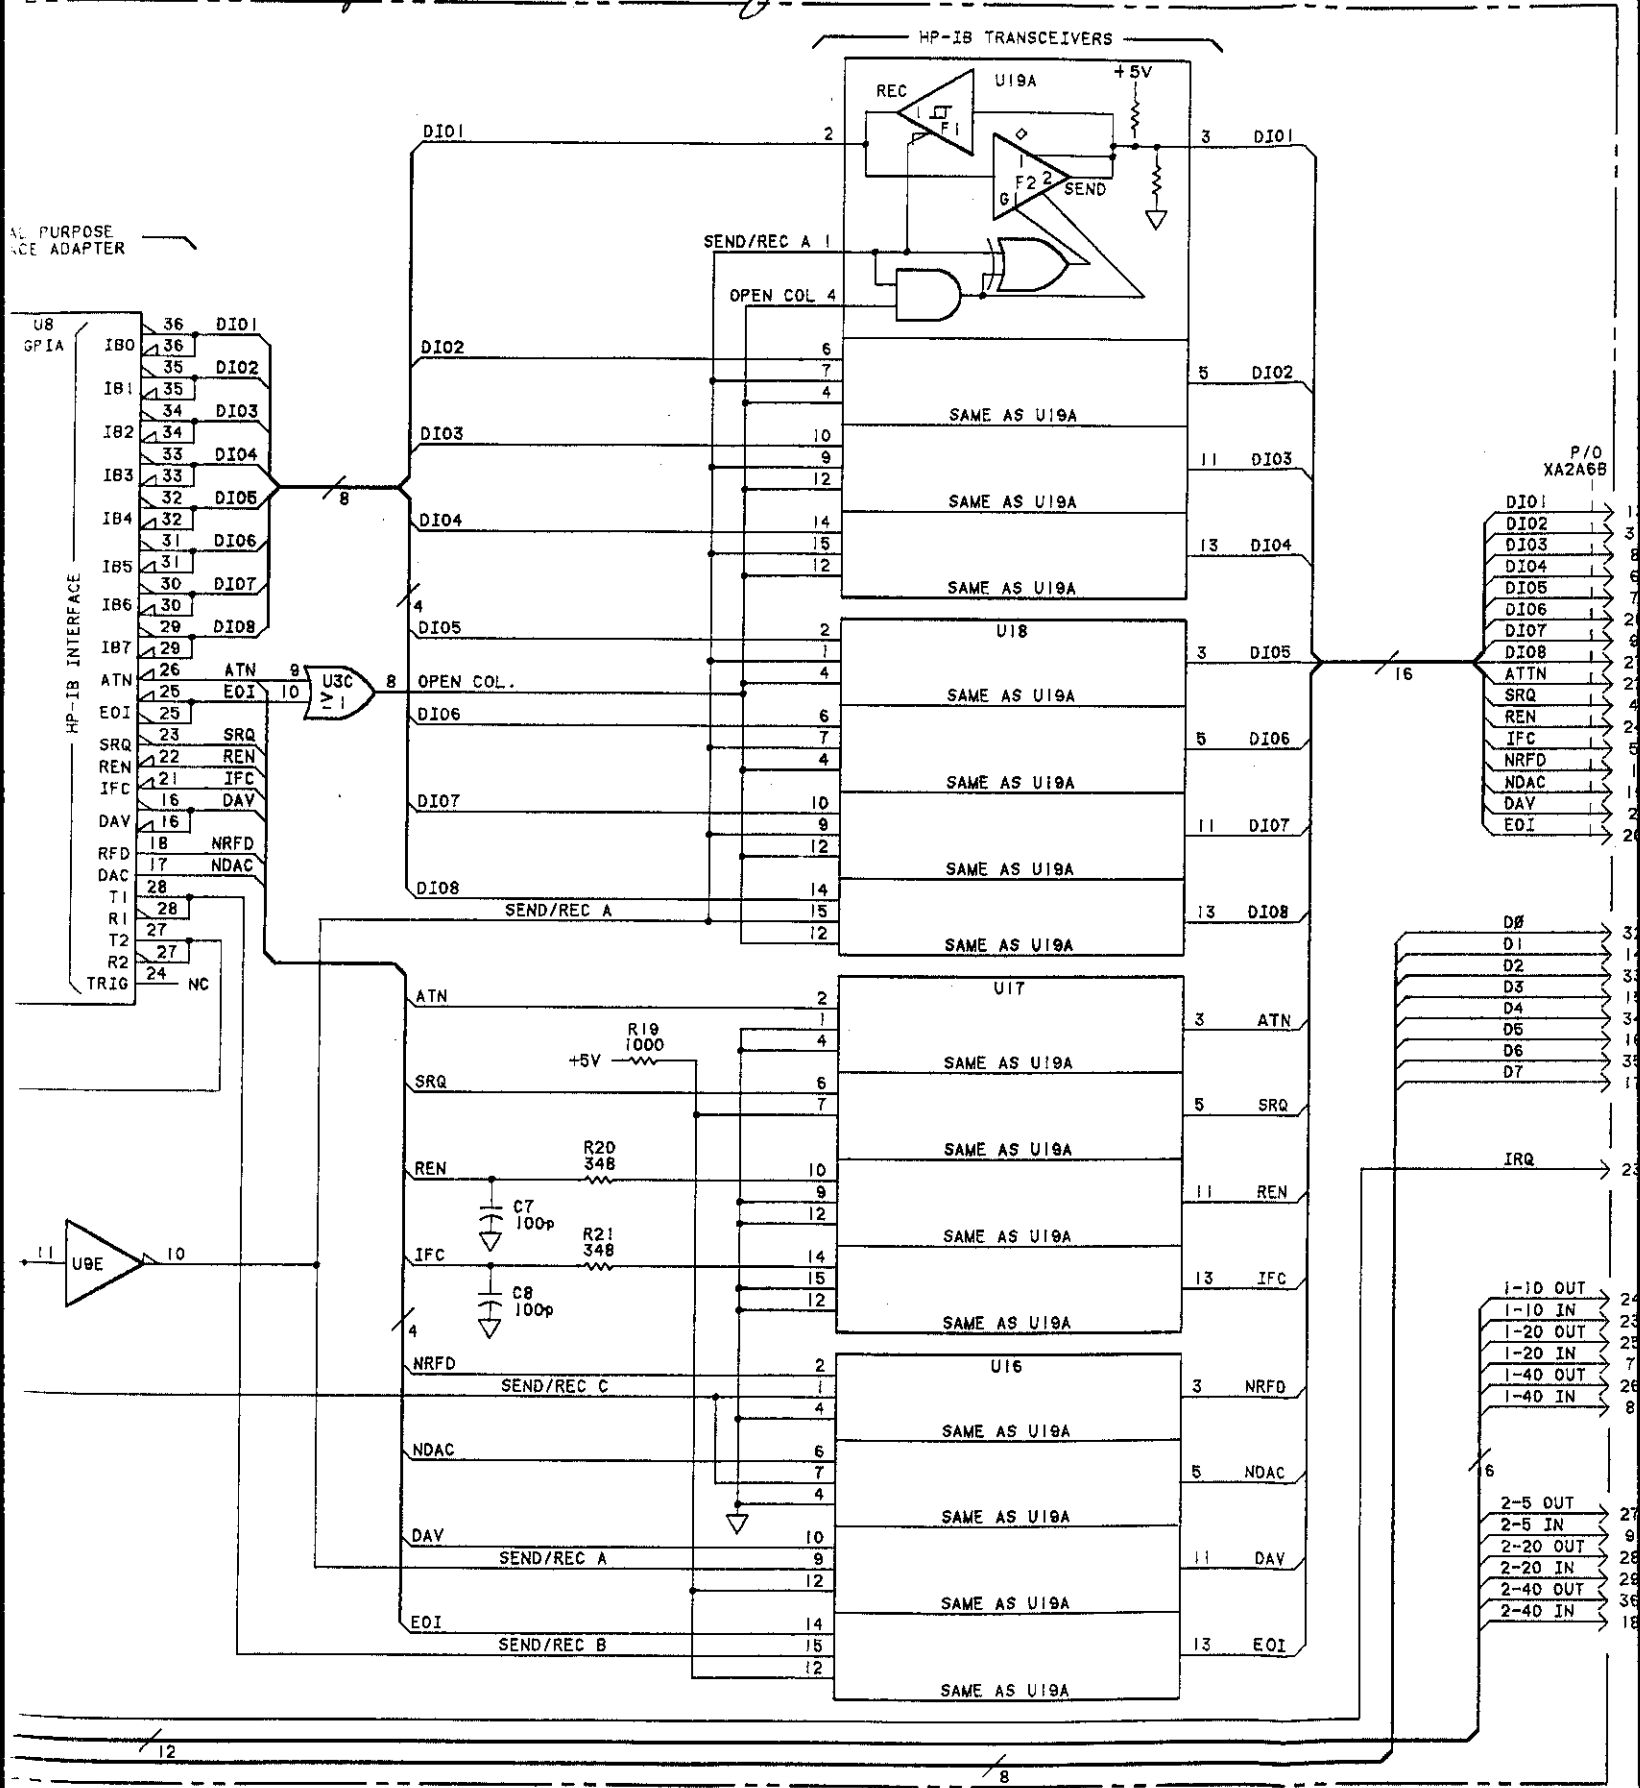 HP-IB TRANSCEIVERS
U19A
+5V
REC
1
F1
DIO1
2
3 DIO1
1
F2 2
G
SEND
PURPOSE
ADAPTER
SEND/REC A 1
OPEN COL 4
U8
GPIA
HP-IB INTERFACE
IB0
36 DIO1
36
IB1
35 DIO2
35
IB2
34 DIO3
34
IB3
33 DIO4
33
IB4
32 DIO5
32
IB5
31 DIO6
31
IB6
30 DIO7
30
IB7
29 DIO8
29
ATN 26 ATN
EOI
25 EOI
25
SRQ 23 SRQ
REN 22 REN
IFC 21 IFC
DAV
16 DAV
16
RFD 18 NRFD
DAC 17 NDAC
T1 28
R1 28
T2 27
R2 27
TRIG 24 NC
8
9
10
U3C
≥1
8 OPEN COL.
DIO2
6
7
4
5 DIO2
SAME AS U19A
DIO3
10
9
12
11 DIO3
SAME AS U19A
DIO4
14
15
12
13 DIO4
SAME AS U19A
4
U18
DIO5
2
1
4
3 DIO5
SAME AS U19A
DIO6
6
7
4
5 DIO6
SAME AS U19A
DIO7
10
9
12
11 DIO7
SAME AS U19A
DIO8
SEND/REC A
14
15
12
13 DIO8
SAME AS U19A
U17
ATN
2
1
4
3 ATN
SAME AS U19A
R19
1000
+5V
SRQ
6
7
5 SRQ
SAME AS U19A
REN
R20
348
C7
100p
10
9
12
11 REN
SAME AS U19A
IFC
R21
348
C8
100p
14
15
12
13 IFC
SAME AS U19A
11 U9E 10
4
U16
NRFD
SEND/REC C
2
1
4
3 NRFD
SAME AS U19A
NDAC
6
7
4
5 NDAC
SAME AS U19A
DAV
SEND/REC A
10
9
12
11 DAV
SAME AS U19A
EOI
SEND/REC B
14
15
12
13 EOI
SAME AS U19A
16
P/O
XA2A6B
DIO1
DIO2
DIO3
DIO4
DIO5
DIO6
DIO7
DIO8
ATTN
SRQ
REN
IFC
NRFD
NDAC
DAV
EOI
DØ
D1
D2
D3
D4
D5
D6
D7
IRQ
1-10 OUT
1-10 IN
1-20 OUT
1-20 IN
1-40 OUT
1-40 IN
6
2-5 OUT
2-5 IN
2-20 OUT
2-20 IN
2-40 OUT
2-40 IN
12
8